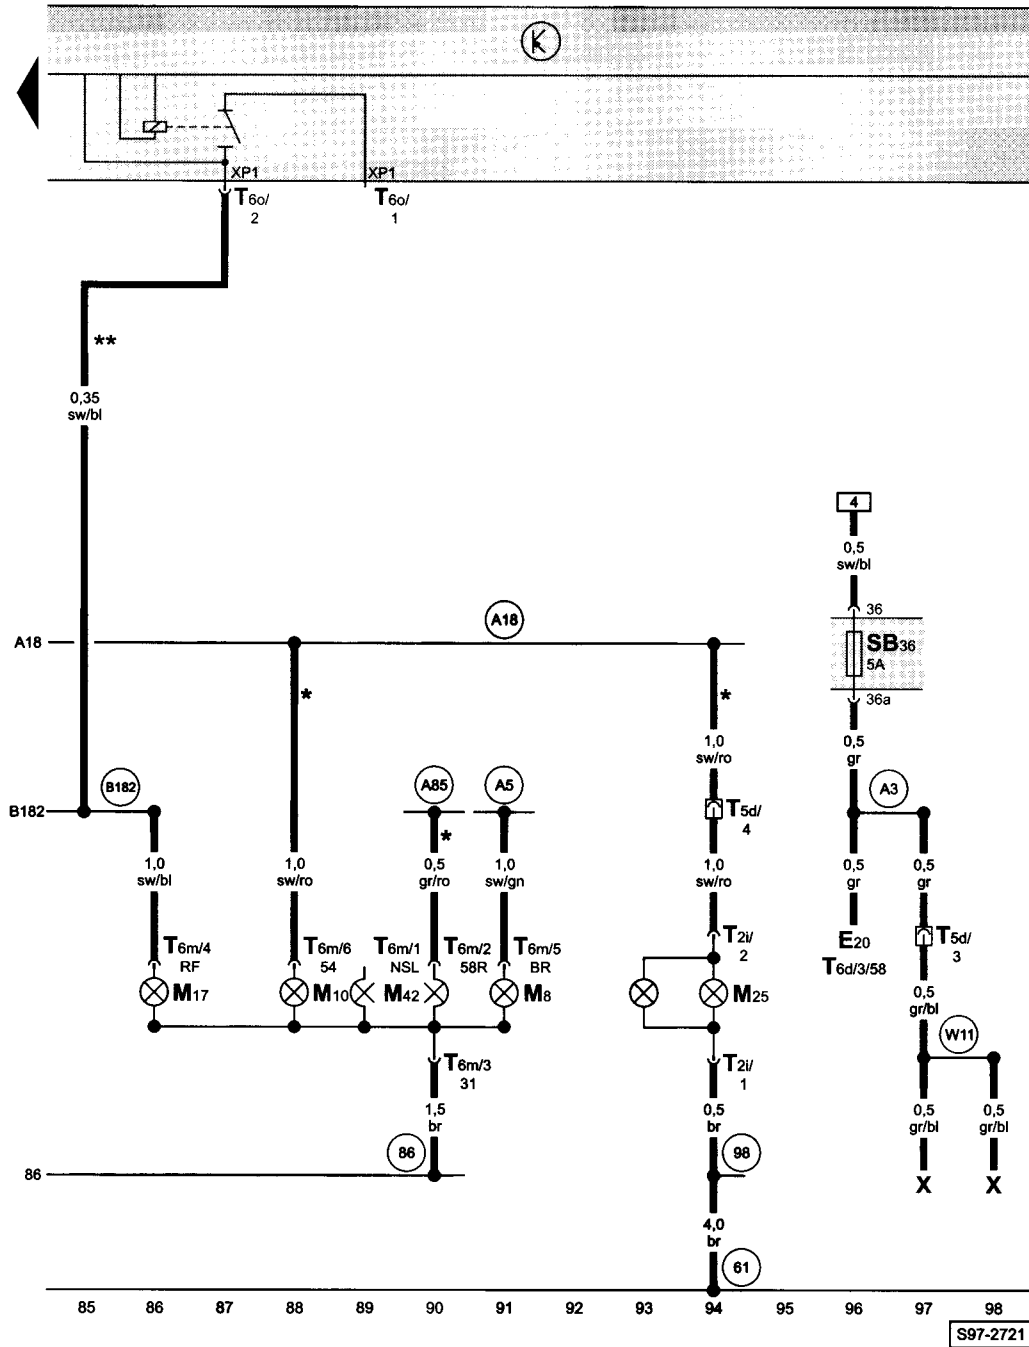 K
XP1 XP1
T6o/ T6o/
2 1
**
0,35
sw/bl
4
0,5
sw/bl
36
SB36
5A
36a
A18 A18
* *
1,0
sw/ro
0,5
gr
B182 B182 A85 A5 T5d/ A3
4
*
1,0 1,0 0,5 1,0 1,0 0,5 0,5
sw/bl sw/ro gr/ro sw/gn sw/ro gr gr
T6m/4 T6m/6 T6m/1 T6m/2 T6m/5 T2i/ E20 T5d/
RF 54 NSL 58R BR 2 T6d/3/58 3
M17 M10 M42 M8 M25
0,5
gr/bl
W11
T6m/3 T2i/
31 1
1,5 0,5 0,5 0,5
br br gr/bl gr/bl
86 86 98
X X
4,0
br
61
85 86 87 88 89 90 91 92 93 94 95 96 97 98
S97-2721